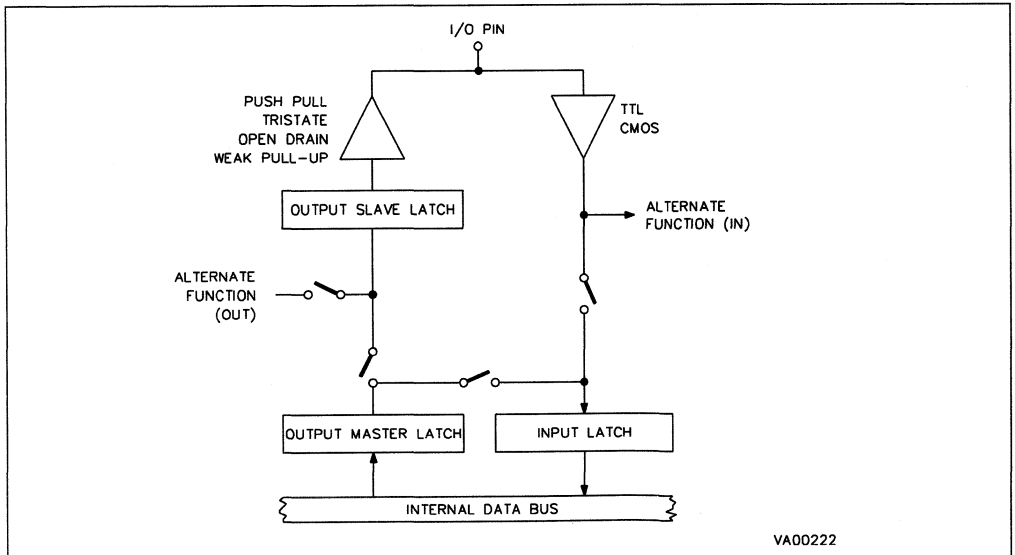 I/O PIN
PUSH PULL
TRISTATE
OPEN DRAIN
WEAK PULL-UP
TTL
CMOS
OUTPUT SLAVE LATCH
ALTERNATE
FUNCTION (IN)
ALTERNATE
FUNCTION
(OUT)
OUTPUT MASTER LATCH
INPUT LATCH
INTERNAL DATA BUS
VA00222